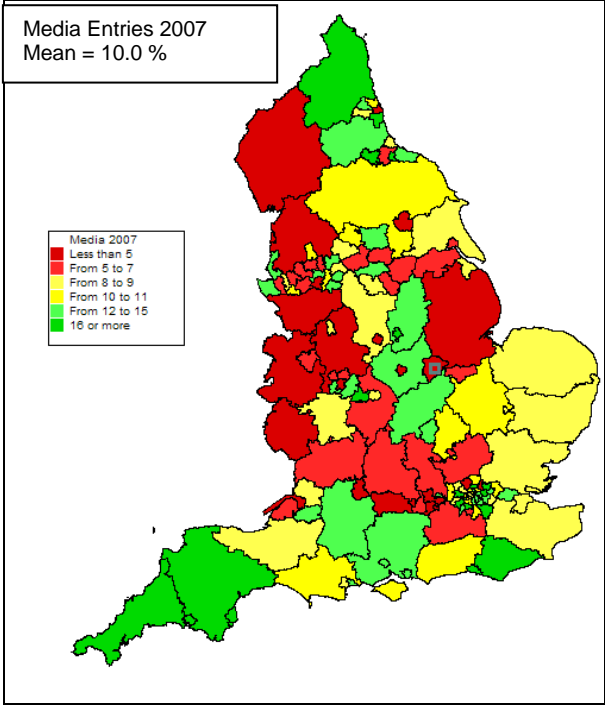 Media Entries 2007
Mean = 10.0 %
Media 2007
Less than 5
From 5 to 7
From 8 to 9
From 10 to 11
From 12 to 15
16 or more